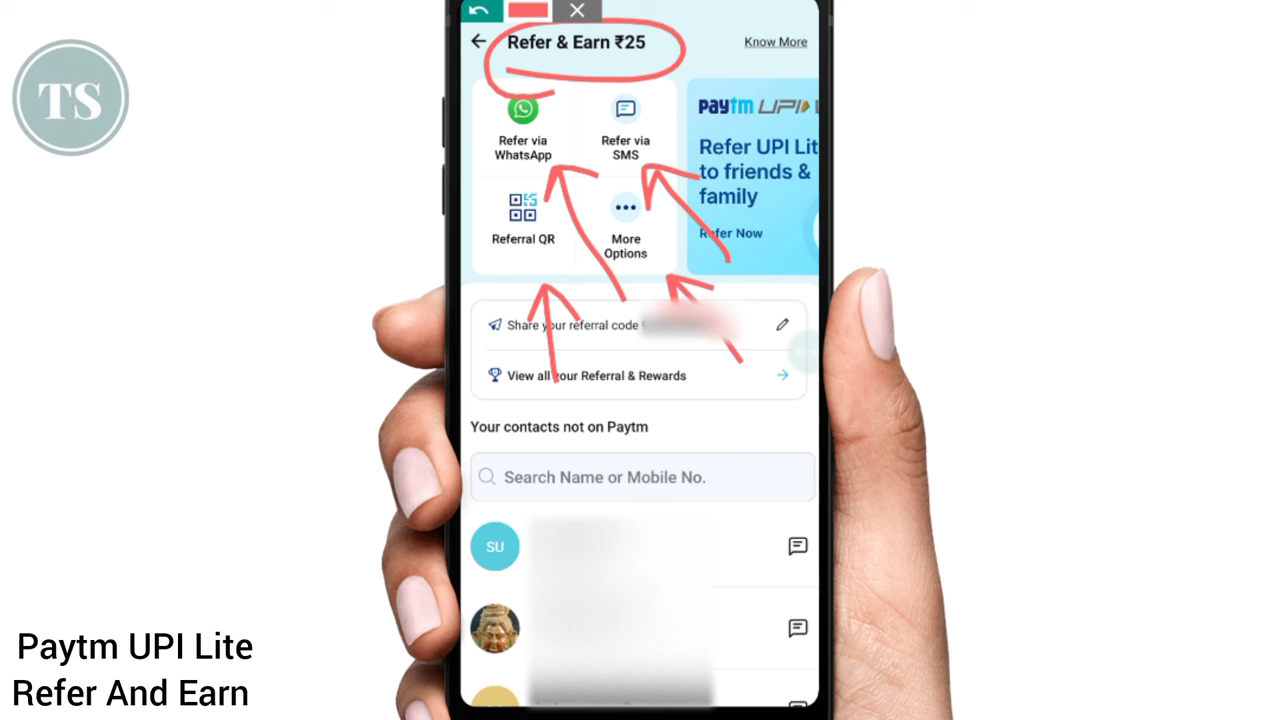 TS
Refer & Earn ₹25
Know More
Refer via
WhatsApp
Refer via
SMS
Referral QR
More
Options
paytm UPI
Refer UPI Lit
to friends &
family
Refer Now
Share your referral code
View all your Referral & Rewards
Your contacts not on Paytm
Search Name or Mobile No.
SU
Paytm UPI Lite
Refer And Earn